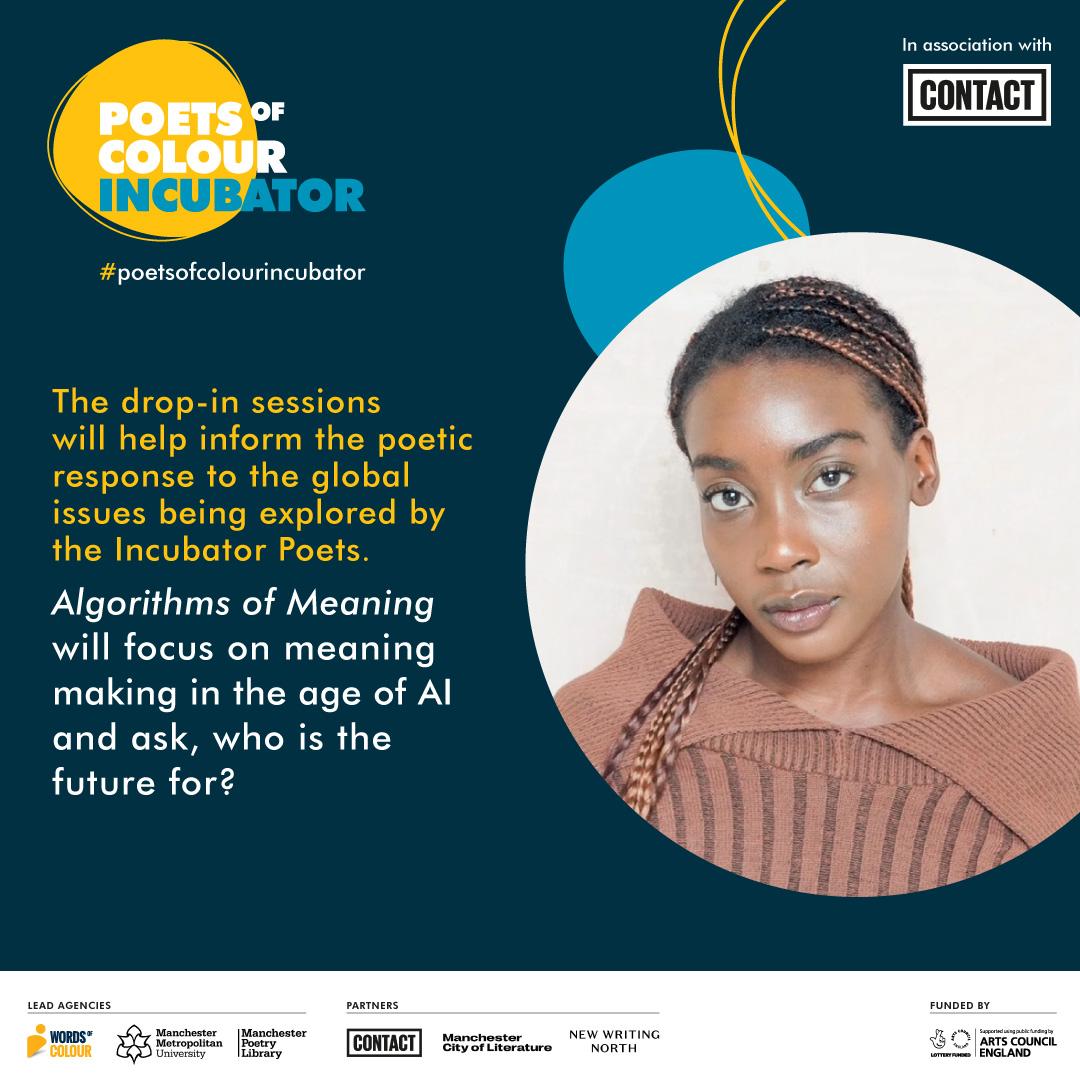 POETS OF
COLOUR
INCUBATOR
#poetsofcolourincubator
In association with
CONTACT
The drop-in sessions
will help inform the poetic
response to the global
issues being explored by
the Incubator Poets.
Algorithms of Meaning
will focus on meaning
making in the age of AI
and ask, who is the
future for?
LEAD AGENCIES
WORDS OF
COLOUR
Manchester
Metropolitan
University
Manchester
Poetry
Library
PARTNERS
CONTACT
Manchester
City of Literature
NEW WRITING
NORTH
FUNDED BY
LOTTERY FUNDED
Supported using public funding by
ARTS COUNCIL
ENGLAND